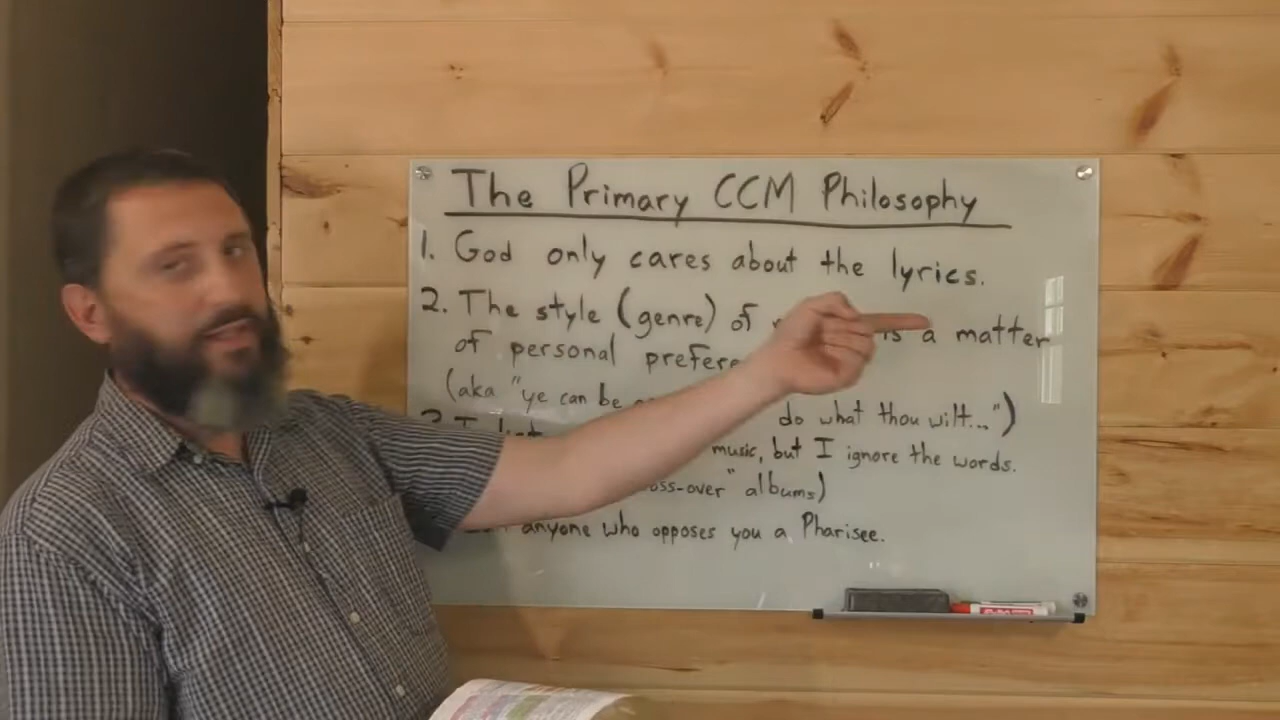 The Primary CCM Philosophy
1. God only cares about the lyrics.
2. The style (genre) of is a matter
of personal
(aka "ye can be do what thou wilt...")
music, but I ignore the words.
albums)
anyone who opposes you a Pharisee.